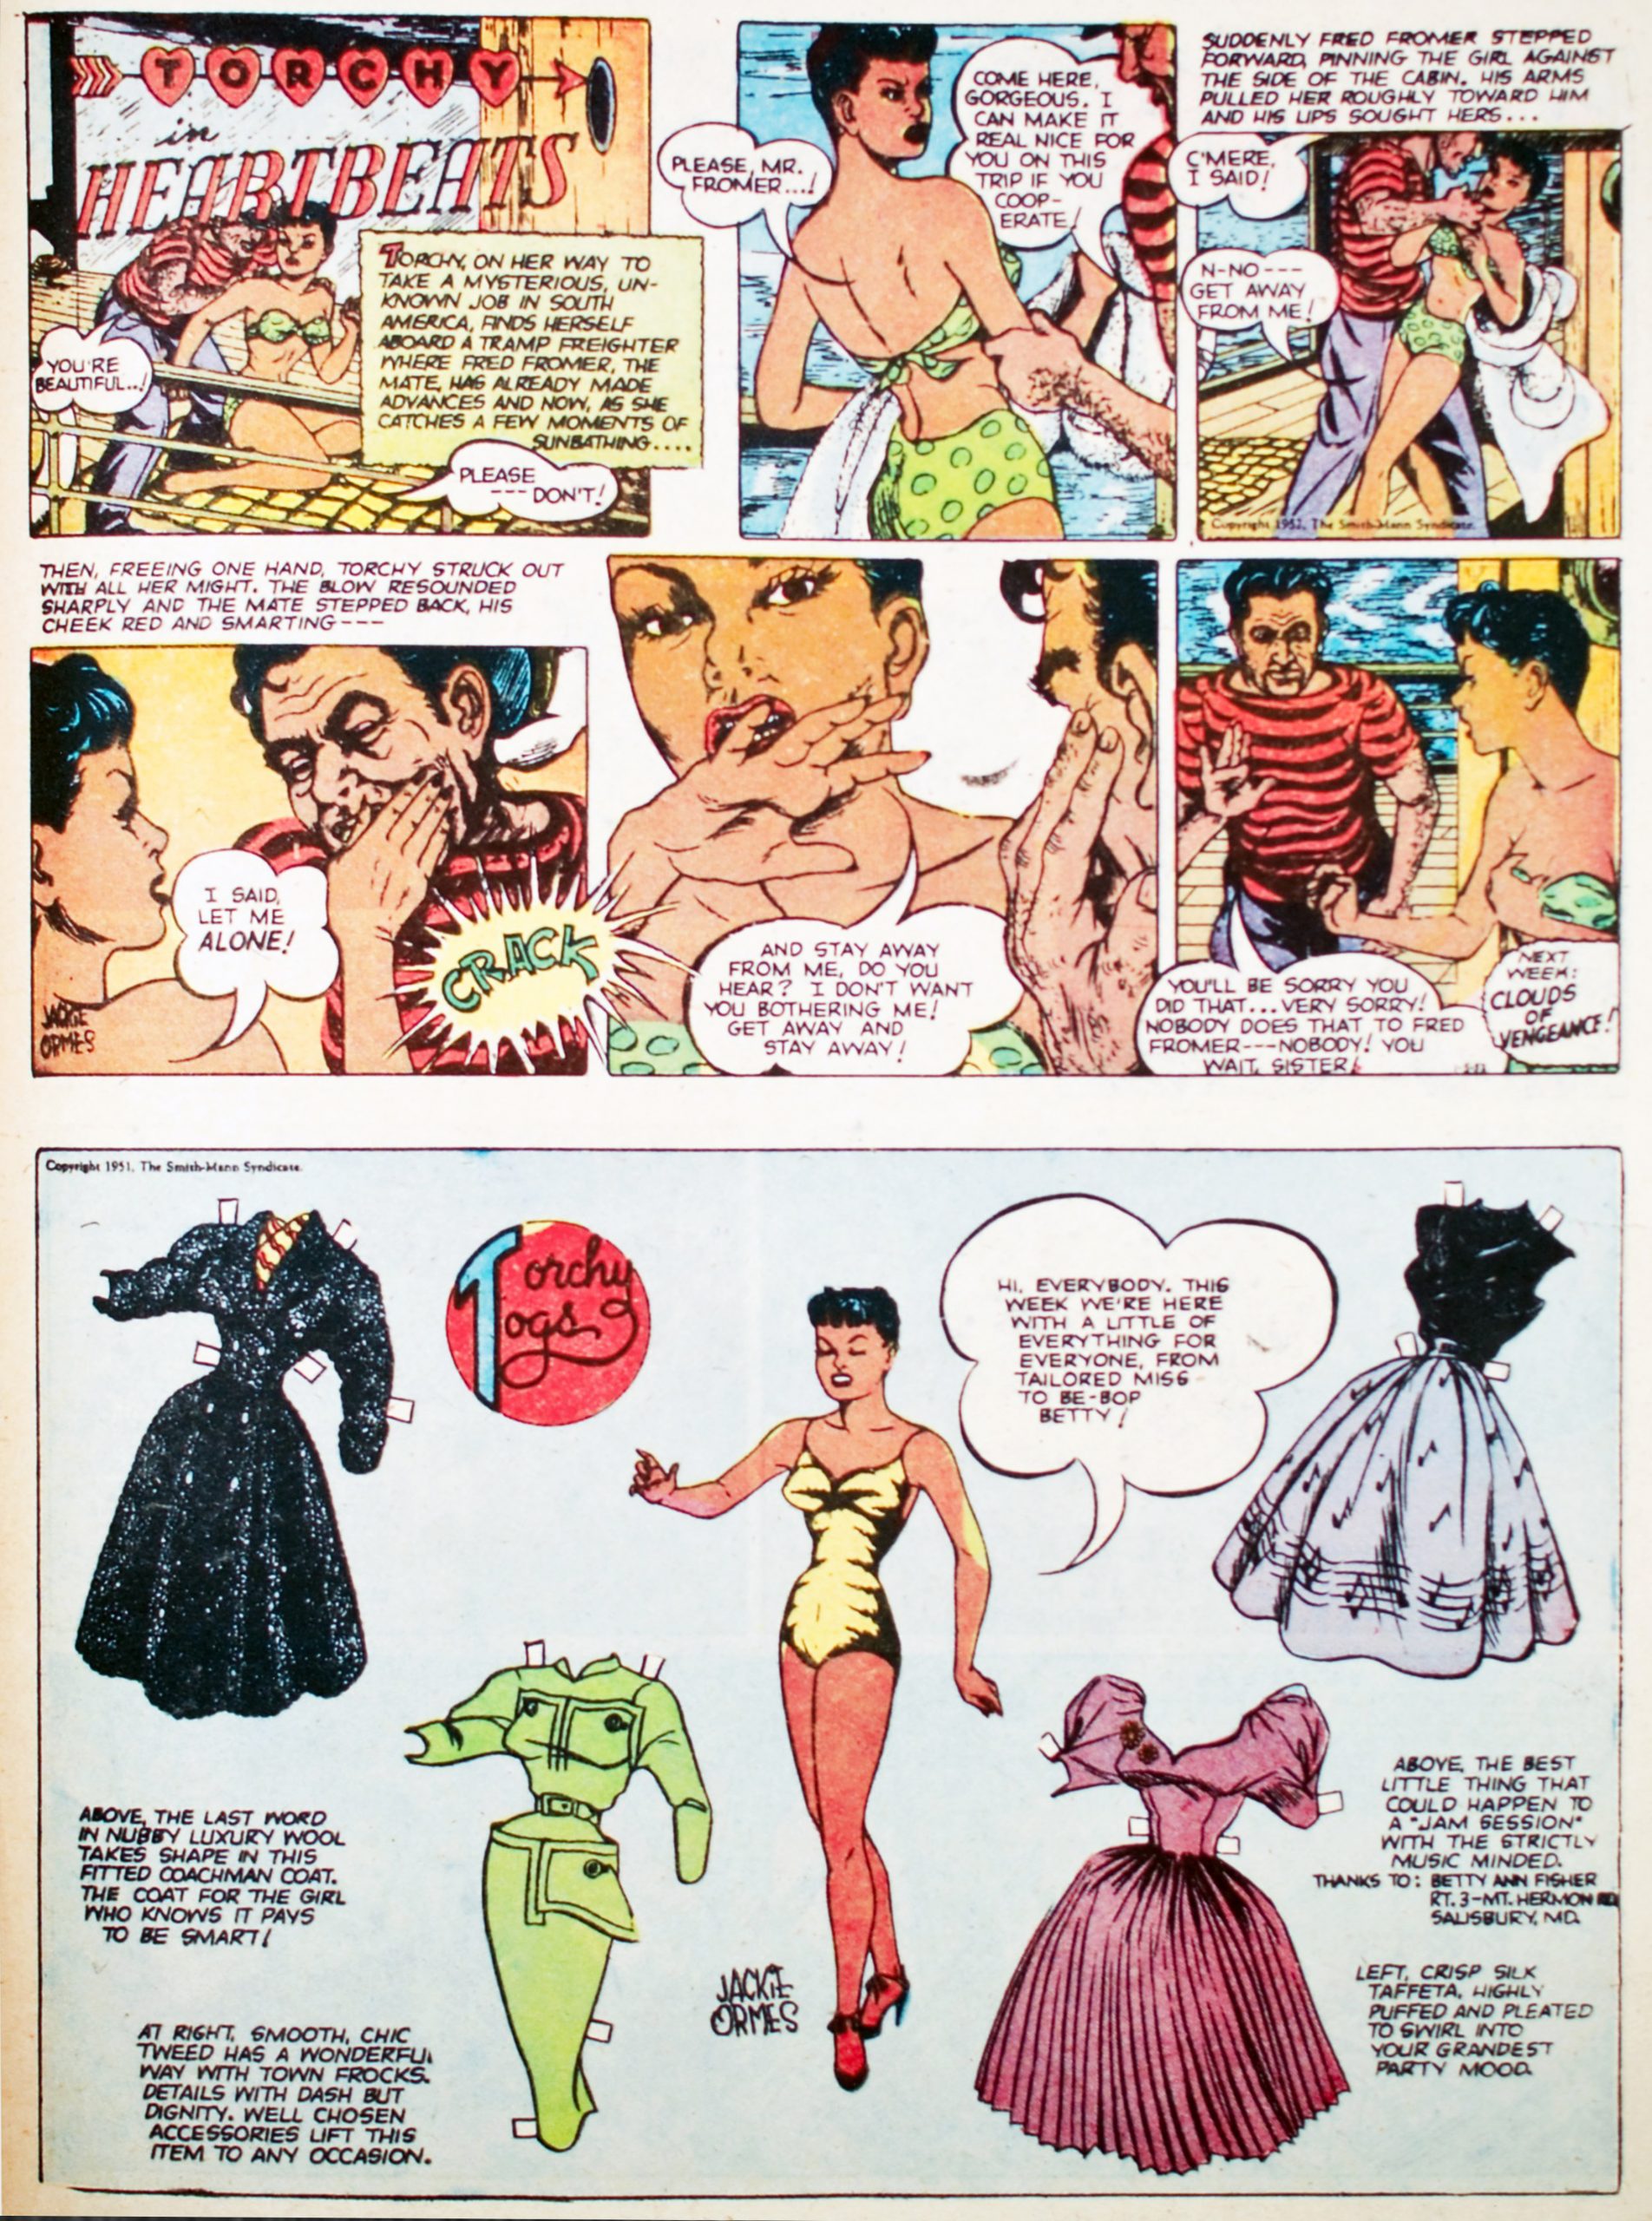 TORCHY
in
HEARTBEATS
TORCHY, ON HER WAY TO
TAKE A MYSTERIOUS, UN-
KNOWN JOB IN SOUTH
AMERICA, FINDS HERSELF
ABOARD A TRAMP FREIGHTER
WHERE FRED FROMER, THE
MATE, HAS ALREADY MADE
ADVANCES AND NOW, AS SHE
CATCHES A FEW MOMENTS OF
SUNBATHING....
YOU'RE
BEAUTIFUL..!
PLEASE
--- DON'T!
PLEASE, MR.
FROMER...!
COME HERE,
GORGEOUS. I
CAN MAKE IT
REAL NICE FOR
YOU ON THIS
TRIP IF YOU
COOP-
ERATE!
SUDDENLY FRED FROMER STEPPED
FORWARD, PINNING THE GIRL AGAINST
THE SIDE OF THE CABIN. HIS ARMS
PULLED HER ROUGHLY TOWARD HIM
AND HIS LIPS SOUGHT HERS...
C'MERE,
I SAID!
N-NO---
GET AWAY
FROM ME!
Copyright 1952, The Smith-Mann Syndicate.
THEN, FREEING ONE HAND, TORCHY STRUCK OUT
WITH ALL HER MIGHT. THE BLOW RESOUNDED
SHARPLY AND THE MATE STEPPED BACK, HIS
CHEEK RED AND SMARTING---
I SAID,
LET ME
ALONE!
CRACK
JACKIE
ORMES
AND STAY AWAY
FROM ME, DO YOU
HEAR? I DON'T WANT
YOU BOTHERING ME!
GET AWAY AND
STAY AWAY!
YOU'LL BE SORRY YOU
DID THAT...VERY SORRY!
NOBODY DOES THAT TO FRED
FROMER---NOBODY! YOU
WAIT, SISTER!
NEXT
WEEK:
CLOUDS
OF
VENGEANCE!
Copyright 1951, The Smith-Mann Syndicate.
Torchy
Togs
HI, EVERYBODY. THIS
WEEK WE'RE HERE
WITH A LITTLE OF
EVERYTHING FOR
EVERYONE, FROM
TAILORED MISS
TO BE-BOP
BETTY!
ABOVE, THE LAST WORD
IN NUBBY LUXURY WOOL
TAKES SHAPE IN THIS
FITTED COACHMAN COAT.
THE COAT FOR THE GIRL
WHO KNOWS IT PAYS
TO BE SMART!
AT RIGHT, SMOOTH, CHIC
TWEED HAS A WONDERFUL
WAY WITH TOWN FROCKS.
DETAILS WITH DASH BUT
DIGNITY. WELL CHOSEN
ACCESSORIES LIFT THIS
ITEM TO ANY OCCASION.
JACKIE
ORMES
ABOVE, THE BEST
LITTLE THING THAT
COULD HAPPEN TO
A "JAM SESSION"
WITH THE STRICTLY
MUSIC MINDED.
THANKS TO: BETTY ANN FISHER
RT. 3-MT. HERMON
SALISBURY, MD.
LEFT, CRISP SILK
TAFFETA, HIGHLY
PUFFED AND PLEATED
TO SWIRL INTO
YOUR GRANDEST
PARTY MOOD.